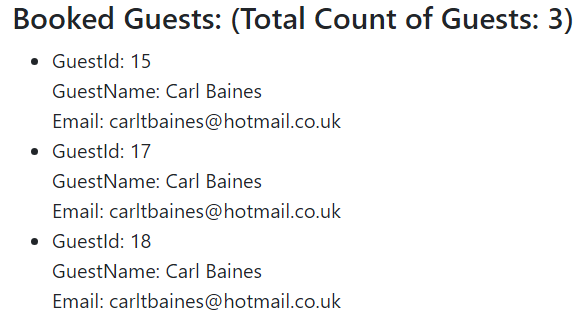 Booked Guests: (Total Count of Guests: 3)
GuestId: 15
GuestName: Carl Baines
Email: carltbaines@hotmail.co.uk
GuestId: 17
GuestName: Carl Baines
Email: carltbaines@hotmail.co.uk
GuestId: 18
GuestName: Carl Baines
Email: carltbaines@hotmail.co.uk